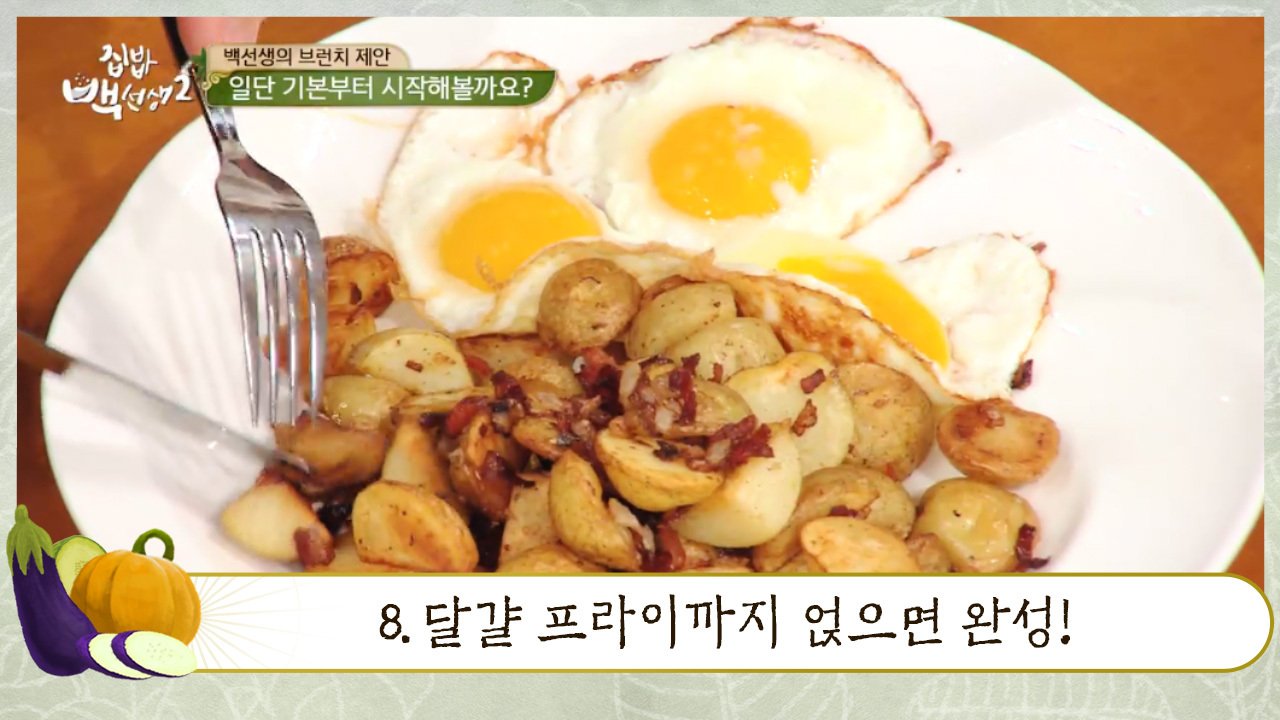 집밥
백선생2
백선생의 브런치 제안
일단 기본부터 시작해볼까요?
8. 달걀 프라이까지 얹으면 완성!